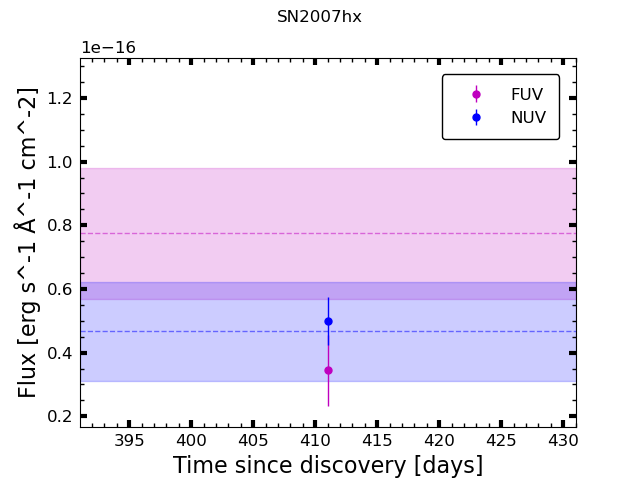 SN2007hx
1e−16
FUV
NUV
1.2
1.0
0.8
0.6
0.4
0.2
Flux [erg s^-1 Å^-1 cm^-2]
395 400 405 410 415 420 425 430
Time since discovery [days]